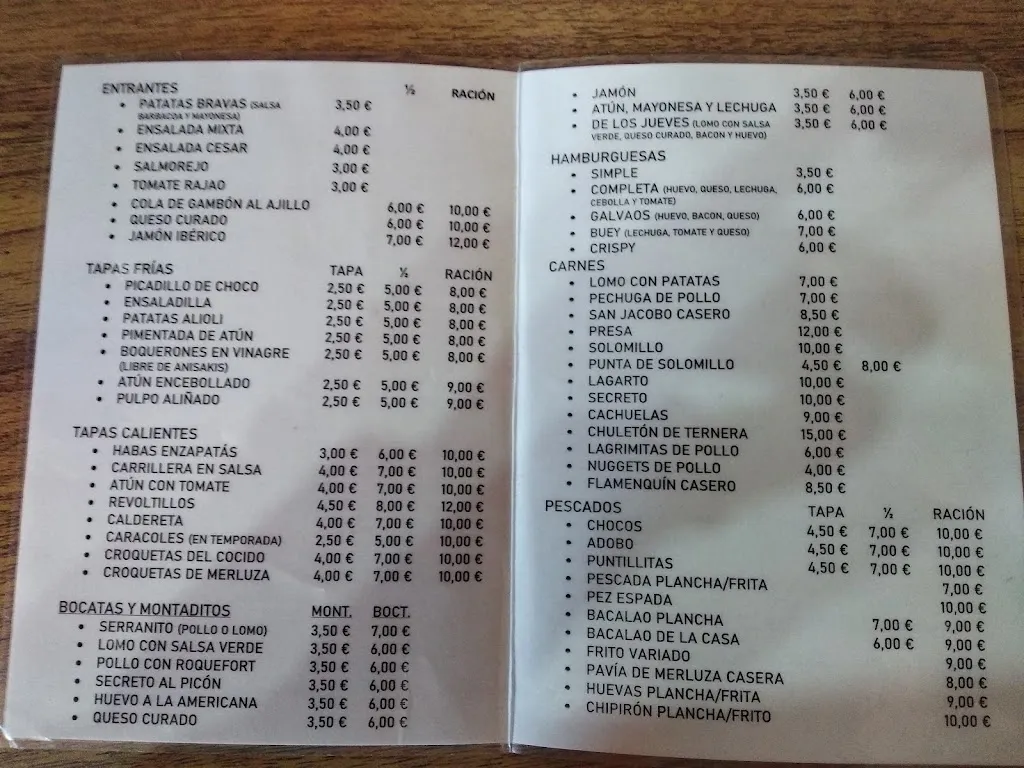 ENTRANTES ½ RACIÓN
• PATATAS BRAVAS (SALSA 3,50 €
BARBACOA Y MAYONESA)
• ENSALADA MIXTA 4,00 €
• ENSALADA CESAR 4,00 €
• SALMOREJO 3,00 €
• TOMATE RAJAO 3,00 €
• COLA DE GAMBÓN AL AJILLO 6,00 € 10,00 €
• QUESO CURADO 6,00 € 10,00 €
• JAMÓN IBÉRICO 7,00 € 12,00 €
TAPAS FRÍAS TAPA ½ RACIÓN
• PICADILLO DE CHOCO 2,50 € 5,00 € 8,00 €
• ENSALADILLA 2,50 € 5,00 € 8,00 €
• PATATAS ALIOLI 2,50 € 5,00 € 8,00 €
• PIMENTADA DE ATÚN 2,50 € 5,00 € 8,00 €
• BOQUERONES EN VINAGRE 2,50 € 5,00 € 8,00 €
(LIBRE DE ANISAKIS)
• ATÚN ENCEBOLLADO 2,50 € 5,00 € 9,00 €
• PULPO ALIÑADO 2,50 € 5,00 € 9,00 €
TAPAS CALIENTES
• HABAS ENZAPATÁS 3,00 € 6,00 € 10,00 €
• CARRILLERA EN SALSA 4,00 € 7,00 € 10,00 €
• ATÚN CON TOMATE 4,00 € 7,00 € 10,00 €
• REVOLTILLOS 4,50 € 8,00 € 12,00 €
• CALDERETA 4,00 € 7,00 € 10,00 €
• CARACOLES (EN TEMPORADA) 2,50 € 5,00 € 10,00 €
• CROQUETAS DEL COCIDO 4,00 € 7,00 € 10,00 €
• CROQUETAS DE MERLUZA 4,00 € 7,00 € 10,00 €
BOCATAS Y MONTADITOS MONT. BOCT.
• SERRANITO (POLLO O LOMO) 3,50 € 7,00 €
• LOMO CON SALSA VERDE 3,50 € 6,00 €
• POLLO CON ROQUEFORT 3,50 € 6,00 €
• SECRETO AL PICÓN 3,50 € 6,00 €
• HUEVO A LA AMERICANA 3,50 € 6,00 €
• QUESO CURADO 3,50 € 6,00 €
• JAMÓN 3,50 € 6,00 €
• ATÚN, MAYONESA Y LECHUGA 3,50 € 6,00 €
• DE LOS JUEVES (LOMO CON SALSA 3,50 € 6,00 €
VERDE, QUESO CURADO, BACON Y HUEVO)
HAMBURGUESAS
• SIMPLE 3,50 €
• COMPLETA (HUEVO, QUESO, LECHUGA, 6,00 €
CEBOLLA Y TOMATE)
• GALVAOS (HUEVO, BACON, QUESO) 6,00 €
• BUEY (LECHUGA, TOMATE Y QUESO) 7,00 €
• CRISPY 6,00 €
CARNES
• LOMO CON PATATAS 7,00 €
• PECHUGA DE POLLO 7,00 €
• SAN JACOBO CASERO 8,50 €
• PRESA 12,00 €
• SOLOMILLO 10,00 €
• PUNTA DE SOLOMILLO 4,50 € 8,00 €
• LAGARTO 10,00 €
• SECRETO 10,00 €
• CACHUELAS 9,00 €
• CHULETÓN DE TERNERA 15,00 €
• LAGRIMITAS DE POLLO 6,00 €
• NUGGETS DE POLLO 4,00 €
• FLAMENQUÍN CASERO 8,50 €
PESCADOS TAPA ½ RACIÓN
• CHOCOS 4,50 € 7,00 € 10,00 €
• ADOBO 4,50 € 7,00 € 10,00 €
• PUNTILLITAS 4,50 € 7,00 € 10,00 €
• PESCADA PLANCHA/FRITA 7,00 €
• PEZ ESPADA 10,00 €
• BACALAO PLANCHA 7,00 € 9,00 €
• BACALAO DE LA CASA 6,00 € 9,00 €
• FRITO VARIADO 9,00 €
• PAVÍA DE MERLUZA CASERA 8,00 €
• HUEVAS PLANCHA/FRITA 9,00 €
• CHIPIRÓN PLANCHA/FRITO 10,00 €